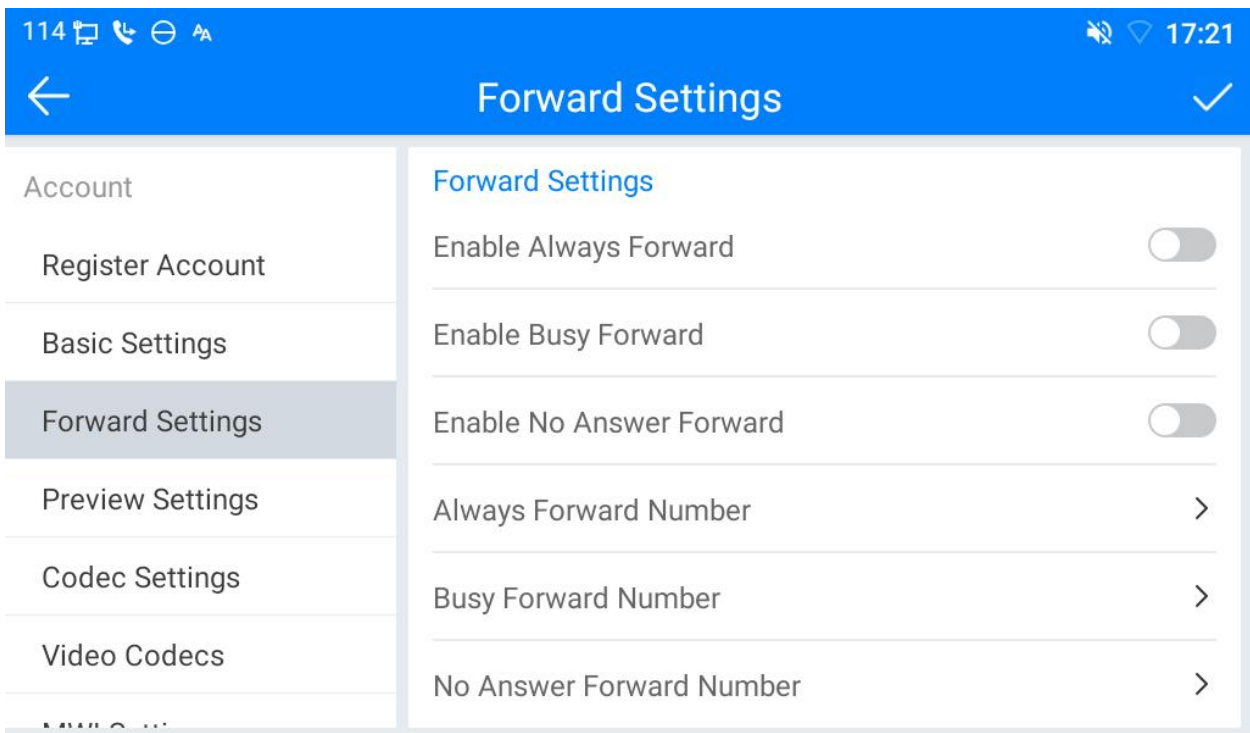 114
17:21
Forward Settings
Account
Register Account
Basic Settings
Forward Settings
Preview Settings
Codec Settings
Video Codecs
Forward Settings
Enable Always Forward
Enable Busy Forward
Enable No Answer Forward
Always Forward Number
Busy Forward Number
No Answer Forward Number